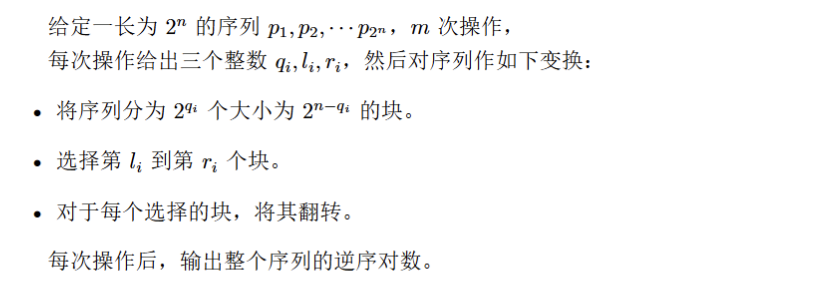 给定一长为 2^n 的序列 p_1, p_2, ⋯ p_{2^n}，m 次操作，
每次操作给出三个整数 q_i, l_i, r_i，然后对序列作如下变换：
• 将序列分为 2^{q_i} 个大小为 2^{n−q_i} 的块。
• 选择第 l_i 到第 r_i 个块。
• 对于每个选择的块，将其翻转。
每次操作后，输出整个序列的逆序对数。